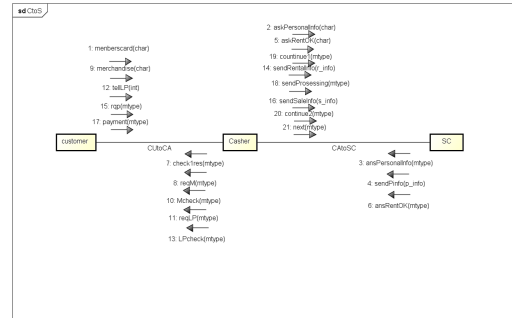 sd CtoS
2: askPersonalInfo(char)
5: askRentOK(char)
19: countinue1(mtype)
14: sendRentalInfo(r_info)
18: sendProsessing(mtype)
16: sendSaleInfo(s_info)
20: continue2(mtype)
21: next(mtype)
1: menberscard(char)
9: merchandise(char)
12: tellLP(int)
15: rqp(mtype)
17: payment(mtype)
customer
CUtoCA
Casher
CAtoSC
SC
7: check1res(mtype)
8: reqM(mtype)
10: Mcheck(mtype)
11: reqLP(mtype)
13: LPcheck(mtype)
3: ansPersonalInfo(mtype)
4: sendPinfo(p_info)
6: ansRentOK(mtype)